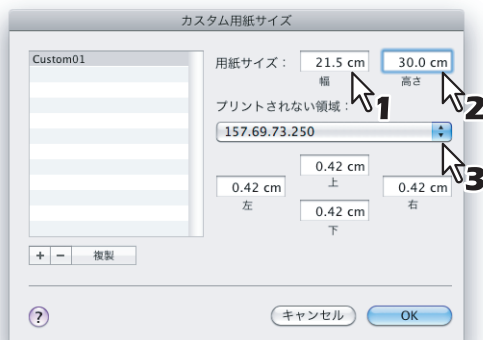 カスタム用紙サイズ
Custom01
用紙サイズ： 21.5 cm 30.0 cm
幅 高さ
1 2
プリントされない領域：
157.69.73.250
3
0.42 cm
上
0.42 cm 0.42 cm
左 右
0.42 cm
下
+ − 複製
? キャンセル OK